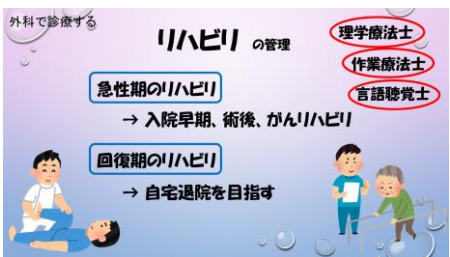 外科で診療する
リハビリ の管理
理学療法士
作業療法士
言語聴覚士
急性期のリハビリ
→ 入院早期、術後、がんリハビリ
回復期のリハビリ
→ 自宅退院を目指す